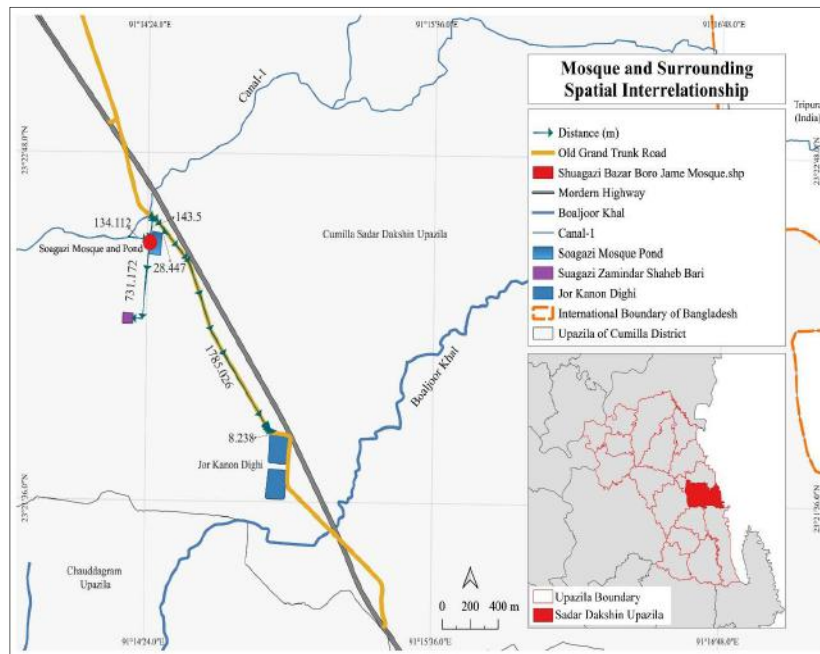 91°14'24.0"E
91°15'36.0"E
91°16'48.0"E
Mosque and Surrounding
Spatial Interrelationship
Canal-1
Tripura
(India)
23°22'48.0"N
23°22'48.0"N
Distance (m)
Old Grand Trunk Road
Shuagazi Bazar Boro Jame Mosque.shp
Mordern Highway
Boaljoor Khal
Canal-1
Soagazi Mosque Pond
Suagazi Zamindar Shaheb Bari
Jor Kanon Dighi
International Boundary of Bangladesh
Upazila of Cumilla District
134.112
143.5
Cumilla Sadar Dakshin Upazila
Soagazi Mosque and Pond
28.447
731.172
1785.026
Boaljoor Khal
8.238
Jor Kanon Dighi
23°21'36.0"N
23°21'36.0"N
Chauddagram
Upazila
0 200 400 m
Upazila Boundary
Sadar Dakshin Upazila
91°14'24.0"E
91°15'36.0"E
91°16'48.0"E